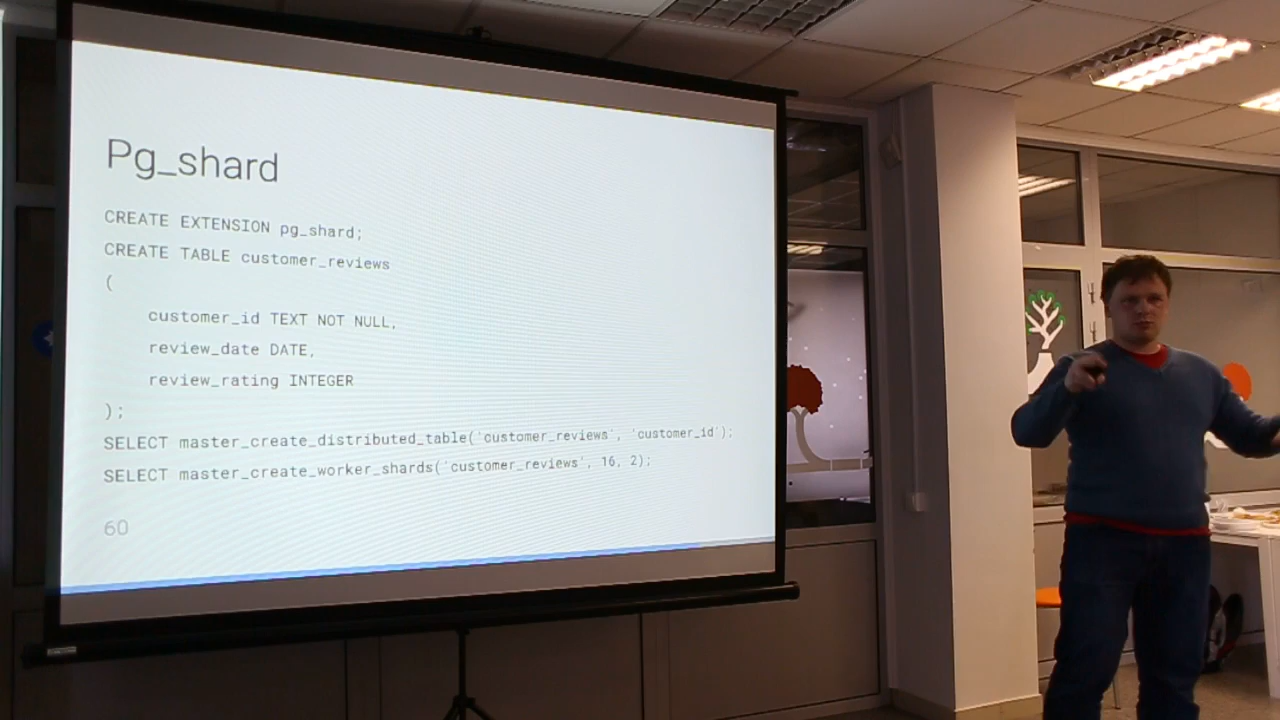 Pg_shard
CREATE EXTENSION pg_shard;
CREATE TABLE customer_reviews
(
customer_id TEXT NOT NULL,
review_date DATE,
review_rating INTEGER
);
SELECT master_create_distributed_table('customer_reviews', 'customer_id');
SELECT master_create_worker_shards('customer_reviews', 16, 2);
60